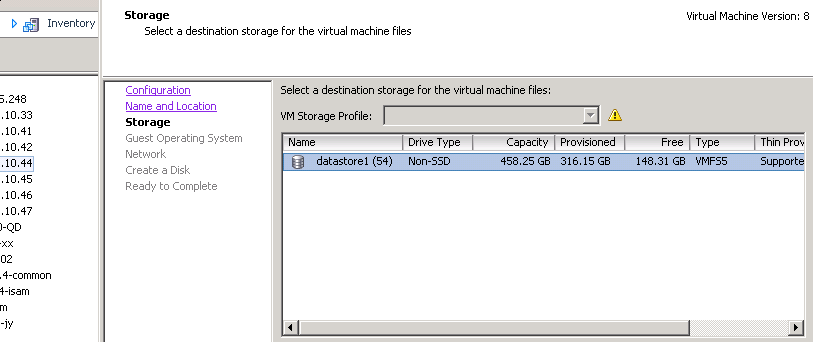 Inventory
Storage
Select a destination storage for the virtual machine files
Virtual Machine Version: 8
5.248
.10.33
.10.41
.10.42
.10.44
.10.45
.10.46
.10.47
0-QD
-xx
02
.4-common
4-isam
m
-jy
Configuration
Name and Location
Storage
Guest Operating System
Network
Create a Disk
Ready to Complete
Select a destination storage for the virtual machine files:
VM Storage Profile:
Name Drive Type Capacity Provisioned Free Type Thin Prov
datastore1 (54) Non-SSD 458.25 GB 316.15 GB 148.31 GB VMFS5 Supporte